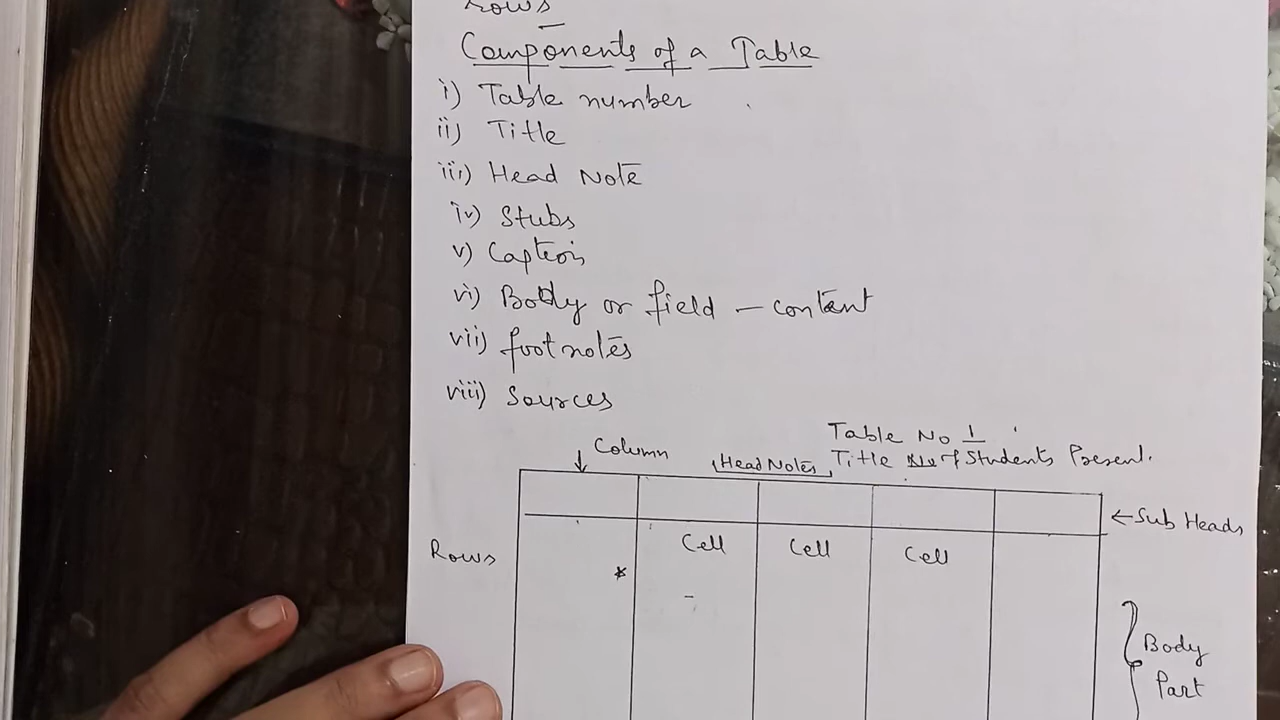 Rows
Components of a Table
i) Table number
ii) Title
iii) Head Note
iv) Stubs
v) Caption
vi) Body or field - content
vii) footnotes
viii) Sources
Table No 1
Column
Head Notes
Title No of Students Present.
← Sub Heads
Rows
Cell Cell Cell
*
Body
Part